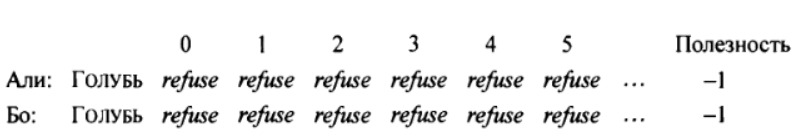 0 1 2 3 4 5 Полезность
Али: ГОЛУБЬ refuse refuse refuse refuse refuse refuse ... –1
Бо: ГОЛУБЬ refuse refuse refuse refuse refuse refuse ... –1